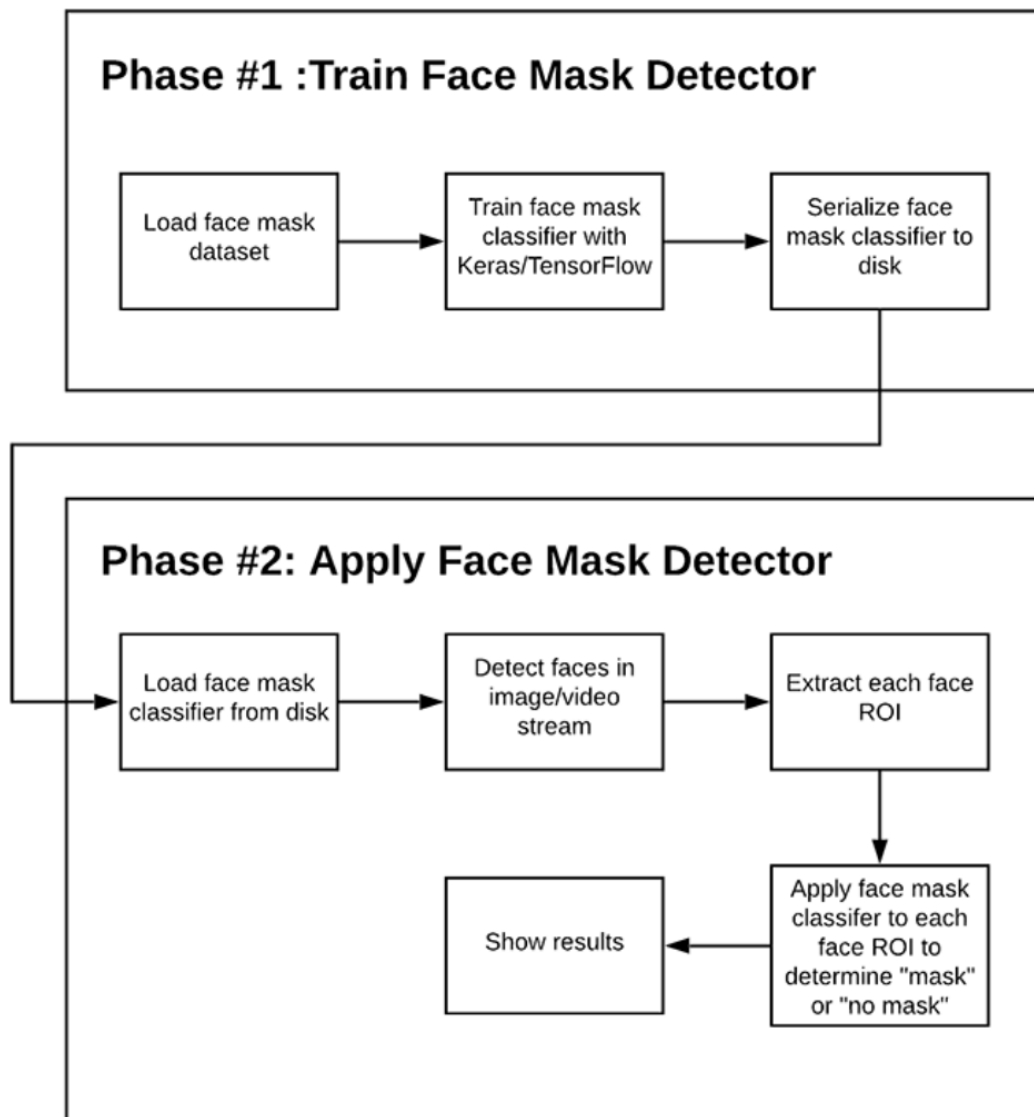 Phase #1 :Train Face Mask Detector
Load face mask
dataset
Train face mask
classifier with
Keras/TensorFlow
Serialize face
mask classifier to
disk
Phase #2: Apply Face Mask Detector
Load face mask
classifier from disk
Detect faces in
image/video
stream
Extract each face
ROI
Apply face mask
classifer to each
face ROI to
determine "mask"
or "no mask"
Show results